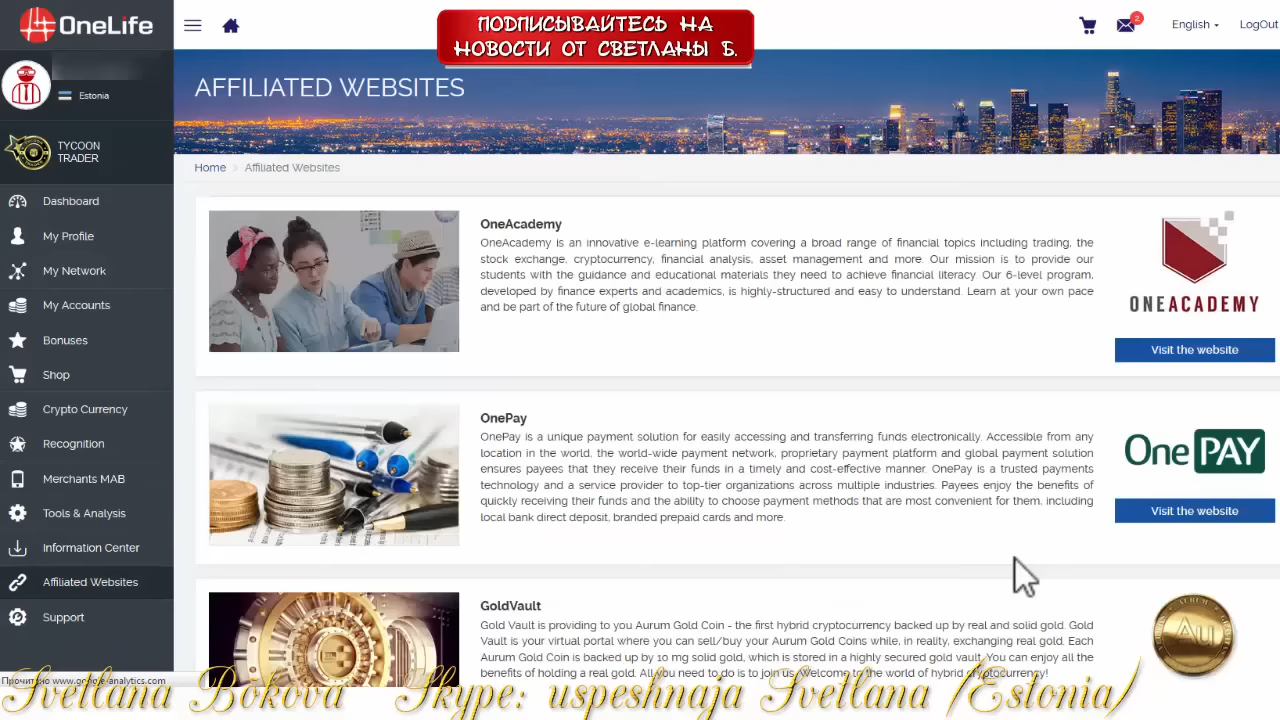 OneLife
ПОДПИСЫВАЙТЕСЬ НА
НОВОСТИ ОТ СВЕТЛАНЫ Б.
2
English
LogOut
Estonia
AFFILIATED WEBSITES
TYCOON
TRADER
Home > Affiliated Websites
Dashboard
My Profile
My Network
My Accounts
Bonuses
Shop
Crypto Currency
Recognition
Merchants MAB
Tools & Analysis
Information Center
Affiliated Websites
Support
OneAcademy
OneAcademy is an innovative e-learning platform covering a broad range of financial topics including trading, the
stock exchange, cryptocurrency, financial analysis, asset management and more. Our mission is to provide our
students with the guidance and educational materials they need to achieve financial literacy. Our 6-level program,
developed by finance experts and academics, is highly-structured and easy to understand. Learn at your own pace
and be part of the future of global finance.
ONEACADEMY
Visit the website
OnePay
OnePay is a unique payment solution for easily accessing and transferring funds electronically. Accessible from any
location in the world, the world-wide payment network, proprietary payment platform and global payment solution
ensures payees that they receive their funds in a timely and cost-effective manner. OnePay is a trusted payments
technology and a service provider to top-tier organizations across multiple industries. Payees enjoy the benefits of
quickly receiving their funds and the ability to choose payment methods that are most convenient for them, including
local bank direct deposit, branded prepaid cards and more.
One PAY
Visit the website
GoldVault
Gold Vault is providing to you Aurum Gold Coin - the first hybrid cryptocurrency backed up by real and solid gold. Gold
Vault is your virtual portal where you can sell/buy your Aurum Gold Coins while, in reality, exchanging real gold. Each
Aurum Gold Coin is backed up by 10 mg solid gold, which is stored in a highly secured gold vault. You can enjoy all the
benefits of holding a real gold. All you need to do is to join us. Welcome to the world of hybrid cryptocurrency!
AURUM
Au
Прочитано www.google-analytics.com
Svetlana Bokova Skype: uspeshnaja Svetlana (Estonia)